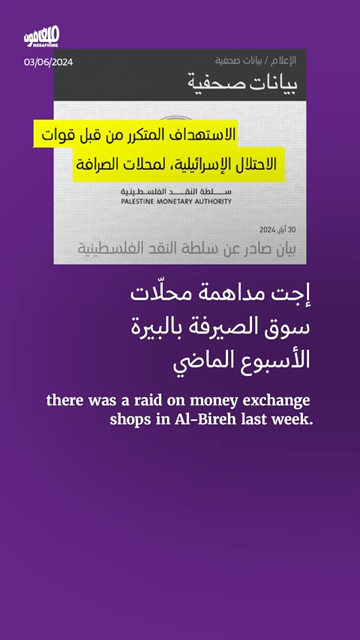 ميغافون
MEGAPHONE
03/06/2024
الإعلام / بيانات صحفية
بيانات صحفية
الاستهداف المتكرر من قبل قوات
الاحتلال الإسرائيلية، لمحلات الصرافة
سلطة النقد الفلسطينية
PALESTINE MONETARY AUTHORITY
30 أيار, 2024
بيان صادر عن سلطة النقد الفلسطينية
إجت مداهمة محلّات
سوق الصيرفة بالبيرة
الأسبوع الماضي
there was a raid on money exchange
shops in Al-Bireh last week.